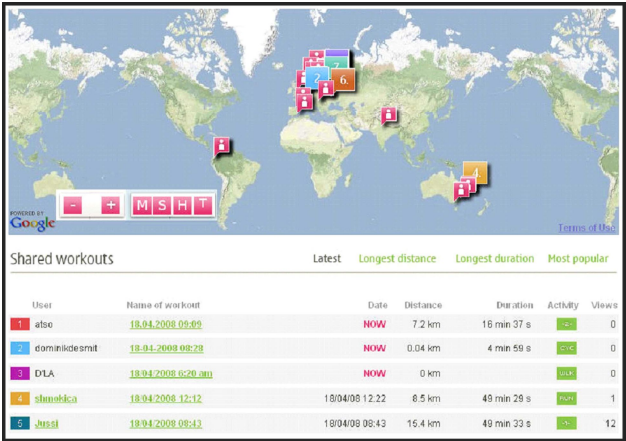 2
7
6.
4.
- + M S H T
POWERED BY
Google
Terms of Use
Shared workouts Latest Longest distance Longest duration Most popular
User Name of workout Date Distance Duration Activity Views
1 atso 18.04.2008 09:09 NOW 7.2 km 16 min 37 s 0
2 dominikdesmit 18-04-2008 08:28 NOW 0.04 km 4 min 59 s 0
3 D'LA 18/04/2008 6:20 am NOW 0 km 0
4 shnokica 18/04/2008 12:12 18/04/08 12:22 8.5 km 49 min 29 s 1
5 Jussi 18/04/2008 08:43 18/04/08 08:43 15.4 km 49 min 33 s 12